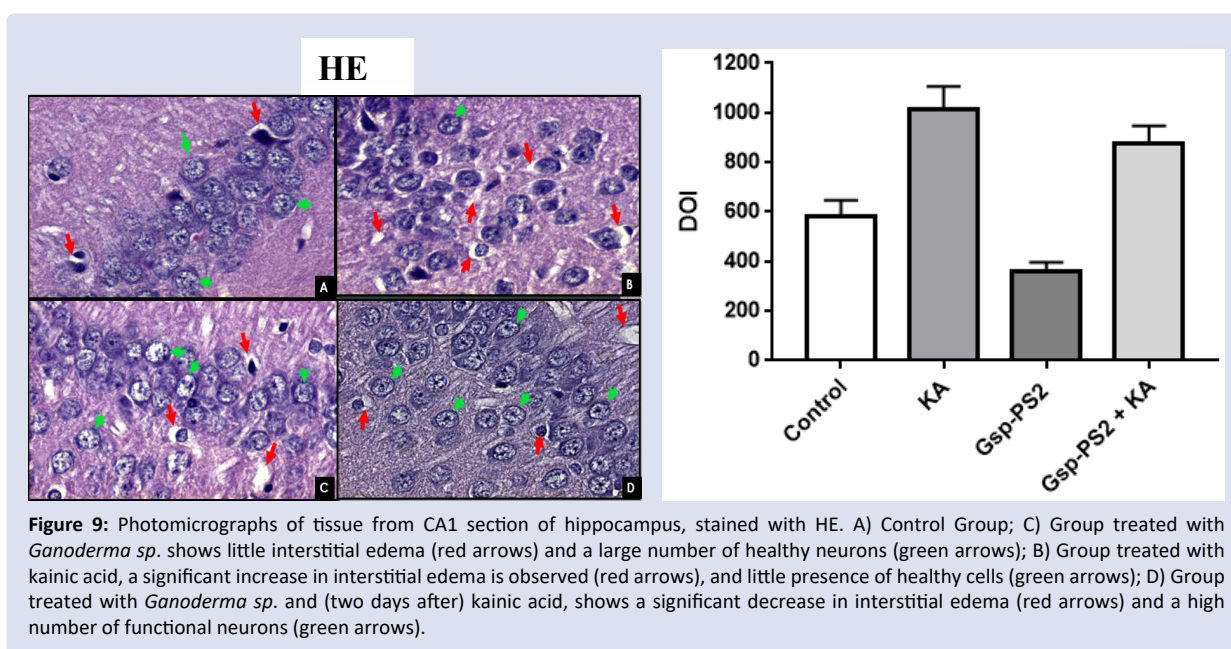 HE
A
B
C
D
1200
1000
800
600
400
200
0
DOI
Control
KA
Gsp-PS2
Gsp-PS2 + KA
Figure 9: Photomicrographs of tissue from CA1 section of hippocampus, stained with HE. A) Control Group; C) Group treated with
Ganoderma sp. shows little interstitial edema (red arrows) and a large number of healthy neurons (green arrows); B) Group treated with
kainic acid, a significant increase in interstitial edema is observed (red arrows), and little presence of healthy cells (green arrows); D) Group
treated with Ganoderma sp. and (two days after) kainic acid, shows a significant decrease in interstitial edema (red arrows) and a high
number of functional neurons (green arrows).